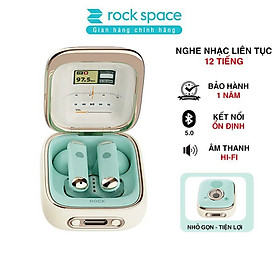 rock space
Gian hàng chính hãng
NGHE NHẠC LIÊN TỤC
12 TIẾNG
BẢO HÀNH
1 NĂM
5.0
KẾT NỐI
ỔN ĐỊNH
ÂM THANH
HI-FI
97.5
ROCK
NHỎ GỌN - TIỆN LỢI